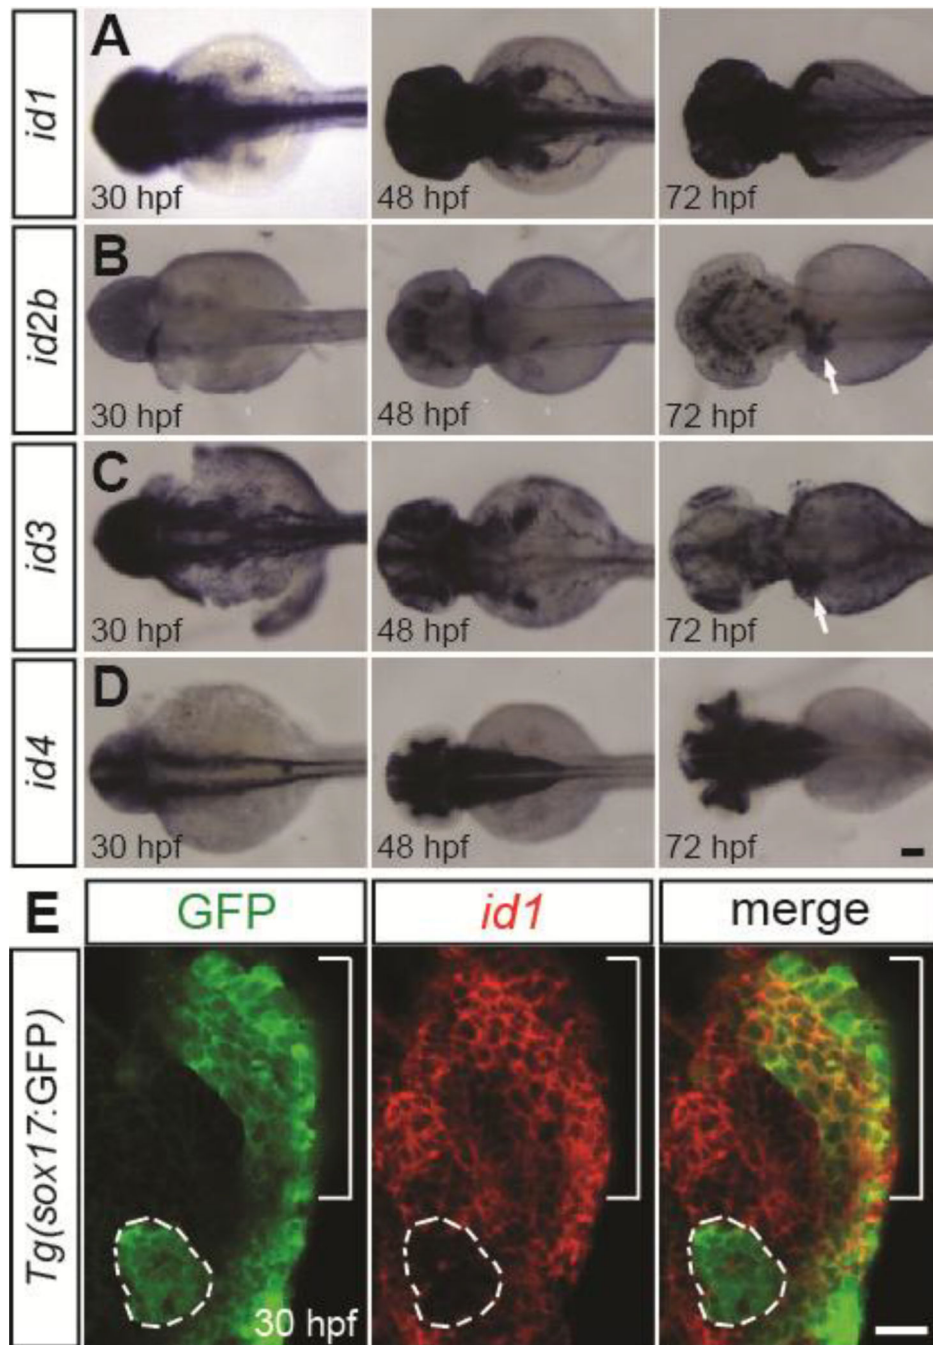 id1
A
30 hpf
48 hpf
72 hpf
id2b
B
30 hpf
48 hpf
72 hpf
id3
C
30 hpf
48 hpf
72 hpf
id4
D
30 hpf
48 hpf
72 hpf
E
GFP
id1
merge
Tg(sox17:GFP)
30 hpf